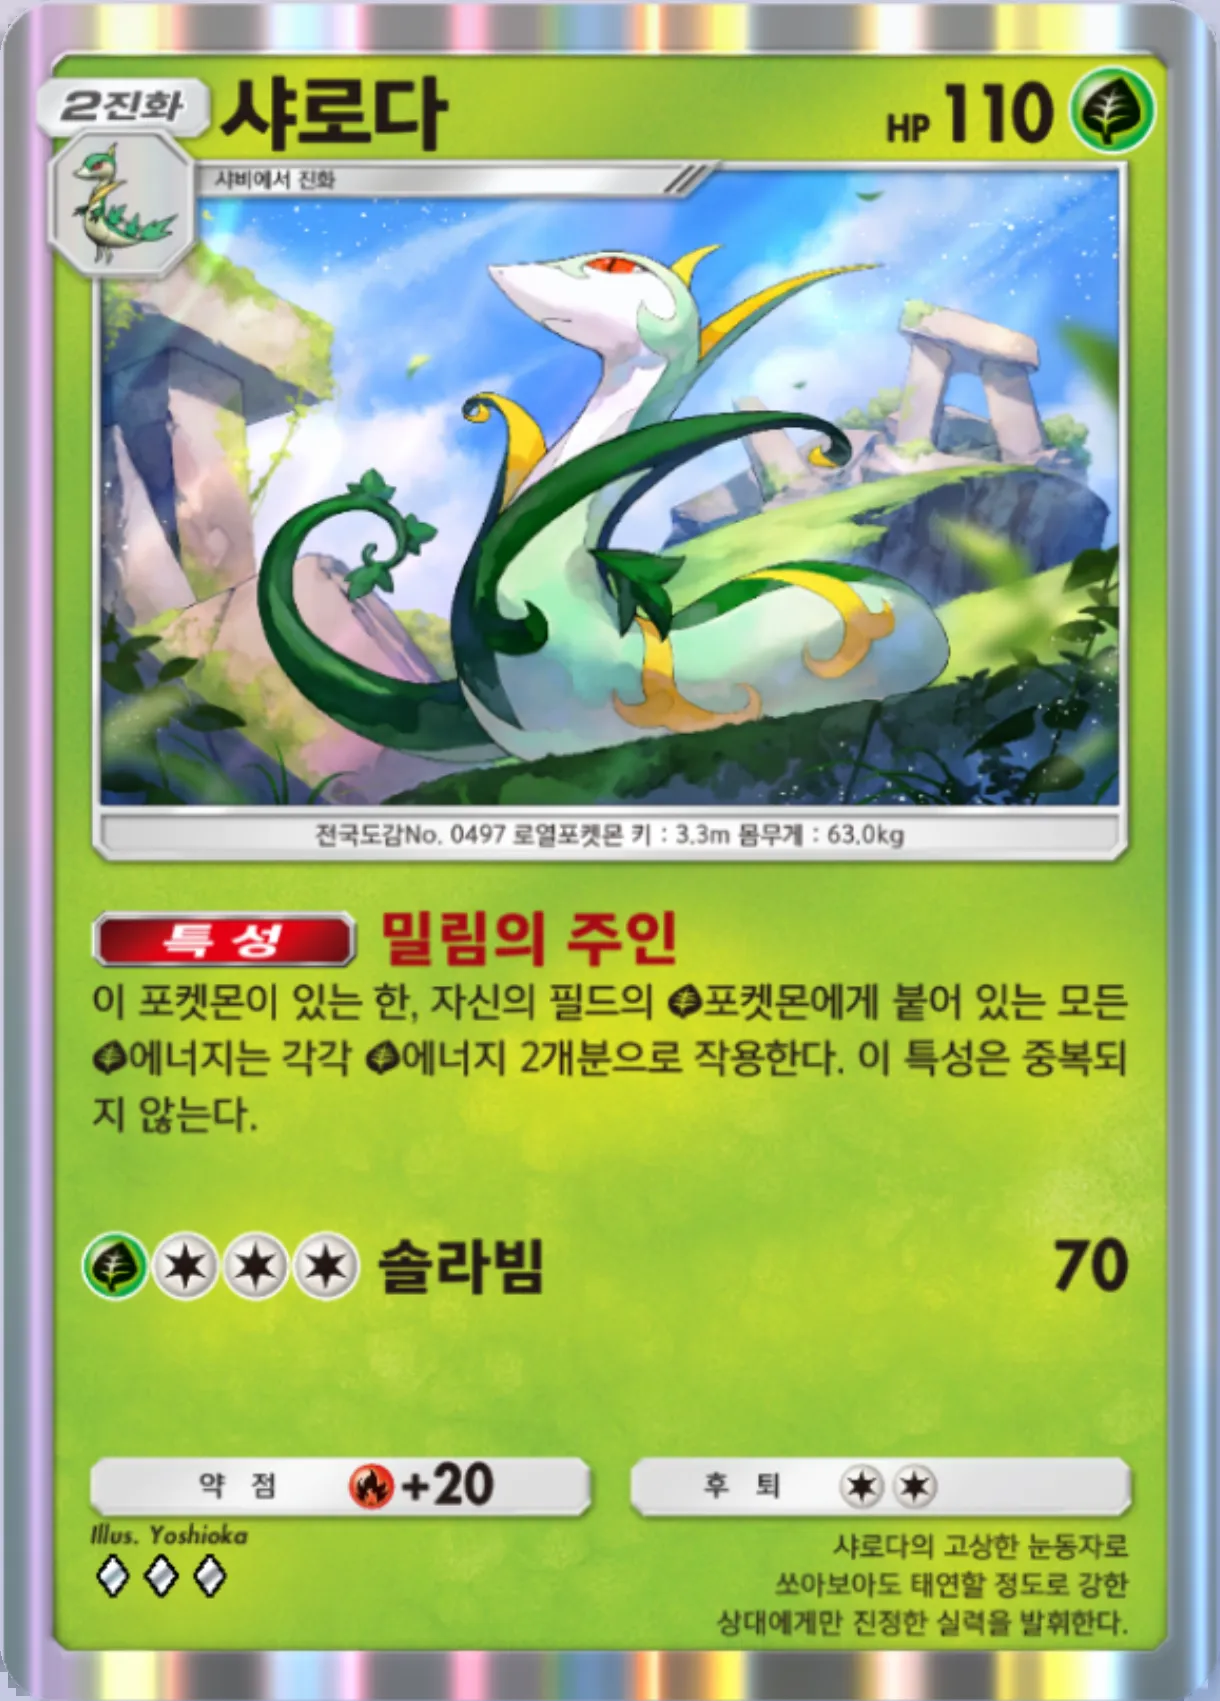 2진화 샤로다 HP 110
샤비에서 진화
전국도감No. 0497 로열포켓몬 키 : 3.3m 몸무게 : 63.0kg
특성 밀림의 주인
이 포켓몬이 있는 한, 자신의 필드의 포켓몬에게 붙어 있는 모든
에너지는 각각 에너지 2개분으로 작용한다. 이 특성은 중복되
지 않는다.
솔라빔 70
약점 +20 후퇴
Illus. Yoshioka
샤로다의 고상한 눈동자로
쏘아보아도 태연할 정도로 강한
상대에게만 진정한 실력을 발휘한다.